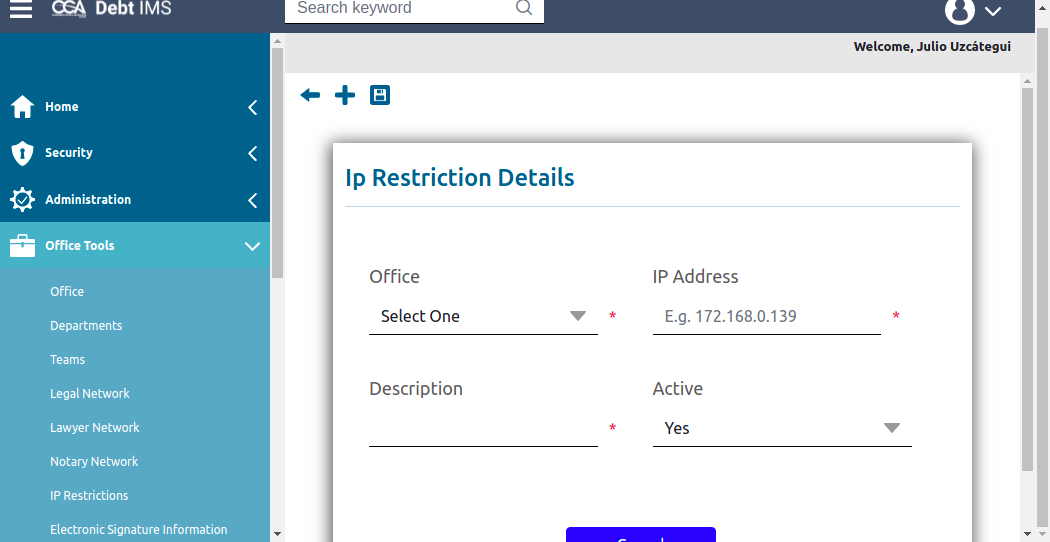 CGA Debt IMS
Search keyword
Welcome, Julio Uzcátegui
Home
Security
Administration
Office Tools
Office
Departments
Teams
Legal Network
Lawyer Network
Notary Network
IP Restrictions
Electronic Signature Information
Ip Restriction Details
Office
IP Address
Select One
*
E.g. 172.168.0.139
*
Description
Active
*
Yes